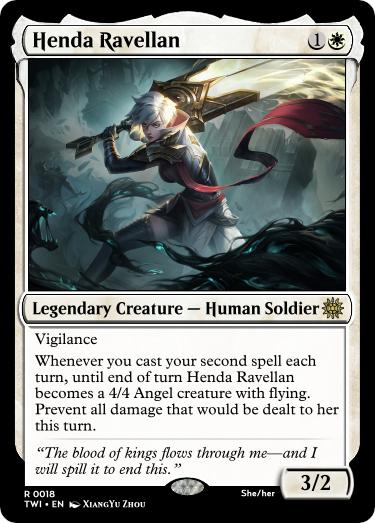 Henda Ravellan 1
Legendary Creature — Human Soldier
Vigilance
Whenever you cast your second spell each
turn, until end of turn Henda Ravellan
becomes a 4/4 Angel creature with flying.
Prevent all damage that would be dealt to her
this turn.
“The blood of kings flows through me—and I
will spill it to end this.”
3/2
R 0018 She/her
TWI • EN XiangYu Zhou